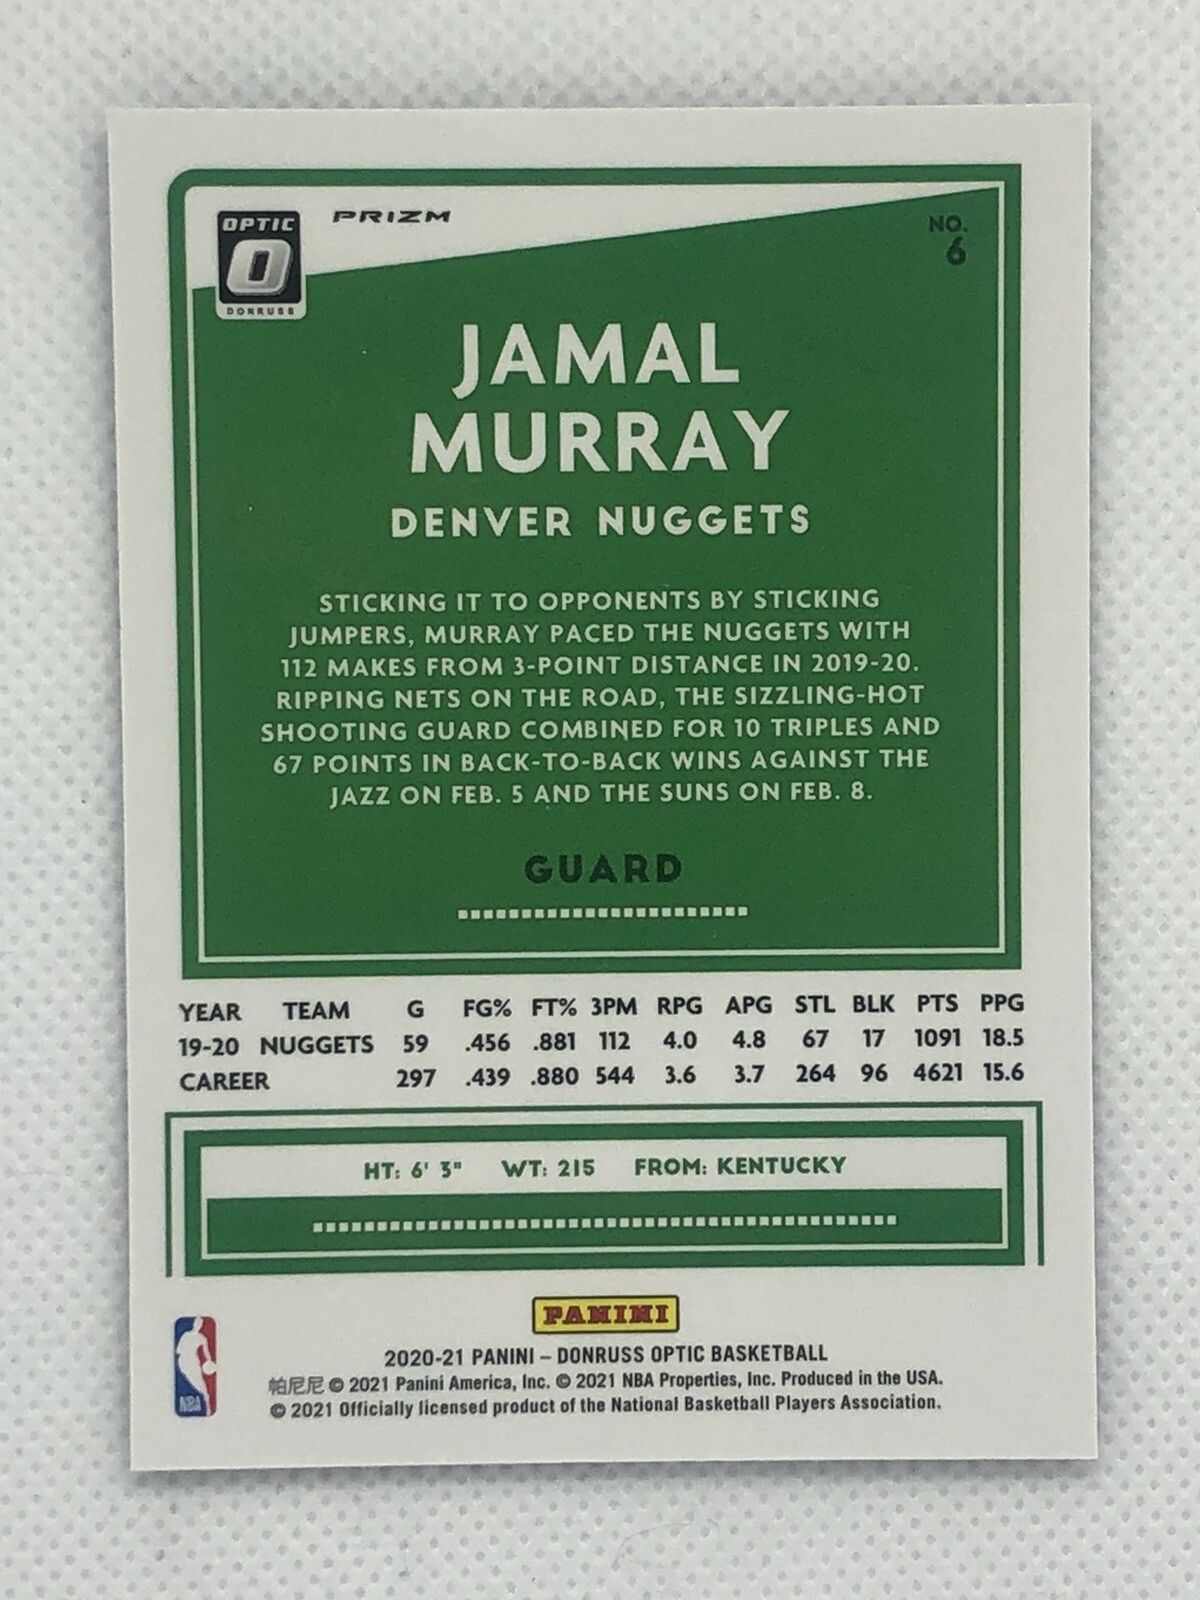 OPTIC
O
DONRUSS
PRIZM
NO.
6
JAMAL
MURRAY
DENVER NUGGETS
STICKING IT TO OPPONENTS BY STICKING
JUMPERS, MURRAY PACED THE NUGGETS WITH
112 MAKES FROM 3-POINT DISTANCE IN 2019-20.
RIPPING NETS ON THE ROAD, THE SIZZLING-HOT
SHOOTING GUARD COMBINED FOR 10 TRIPLES AND
67 POINTS IN BACK-TO-BACK WINS AGAINST THE
JAZZ ON FEB. 5 AND THE SUNS ON FEB. 8.
GUARD
YEAR TEAM G FG% FT% 3PM RPG APG STL BLK PTS PPG
19-20 NUGGETS 59 .456 .881 112 4.0 4.8 67 17 1091 18.5
CAREER 297 .439 .880 544 3.6 3.7 264 96 4621 15.6
HT: 6' 3" WT: 215 FROM: KENTUCKY
PANINI
2020-21 PANINI – DONRUSS OPTIC BASKETBALL
帕尼尼 © 2021 Panini America, Inc. © 2021 NBA Properties, Inc. Produced in the USA.
© 2021 Officially licensed product of the National Basketball Players Association.
NBA